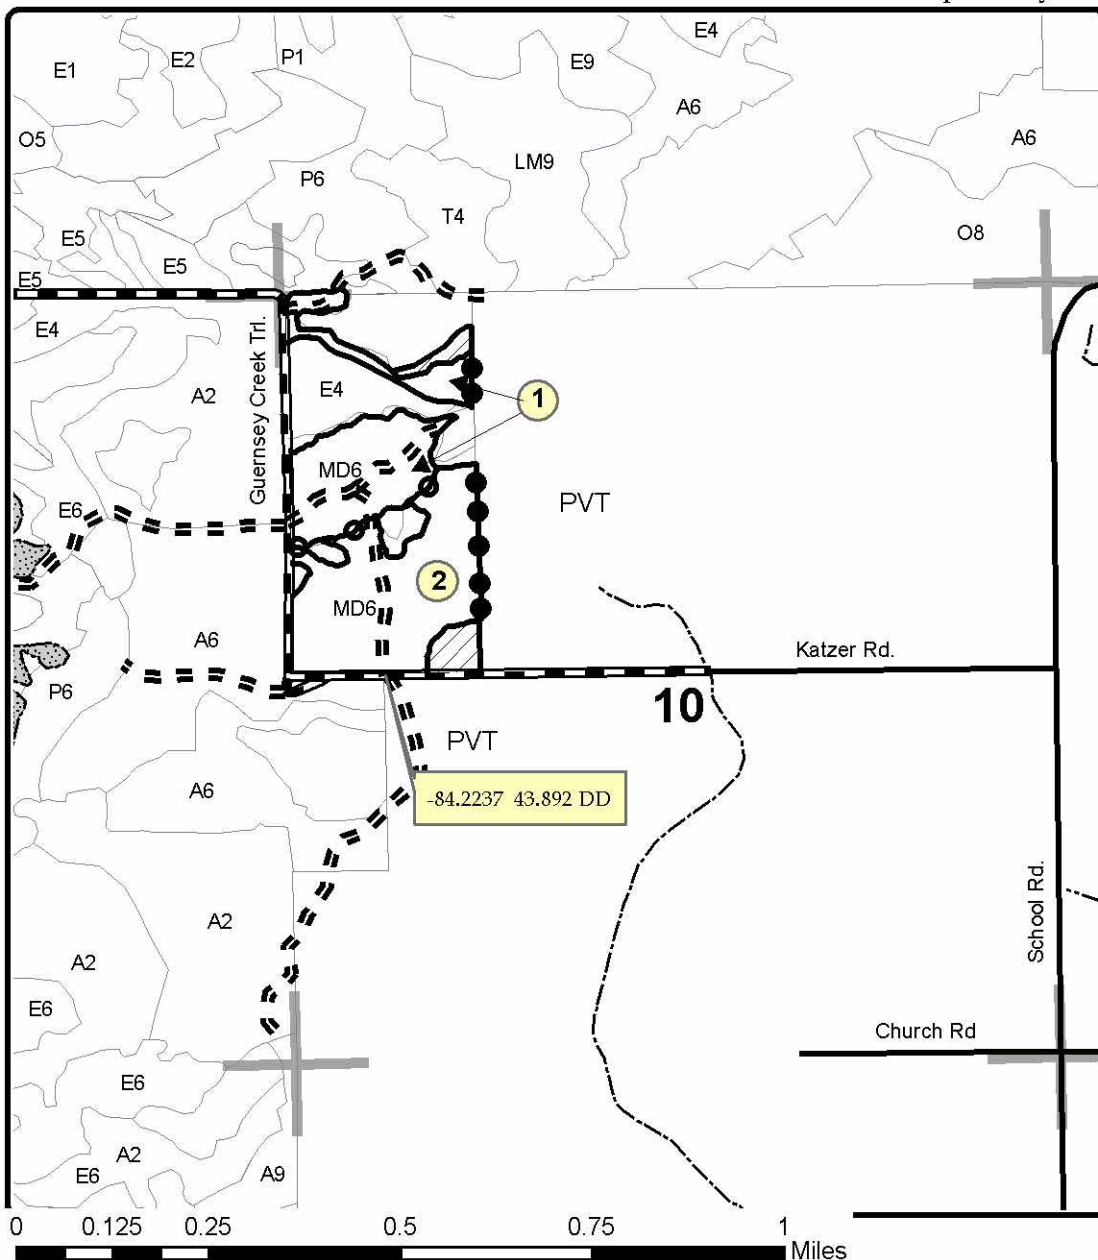 E4
E1
E2
P1
E9
A6
O5
A6
LM9
P6
T4
O8
E5
E5
E5
E4
Guernsey Creek Trl.
E4
A2
1
MD6
PVT
E6
2
MD6
A6
Katzer Rd.
P6
10
PVT
A6
-84.2237 43.892 DD
School Rd.
A2
A2
E6
Church Rd
E6
A2
E6
A9
0 0.125 0.25 0.5 0.75 1
Miles